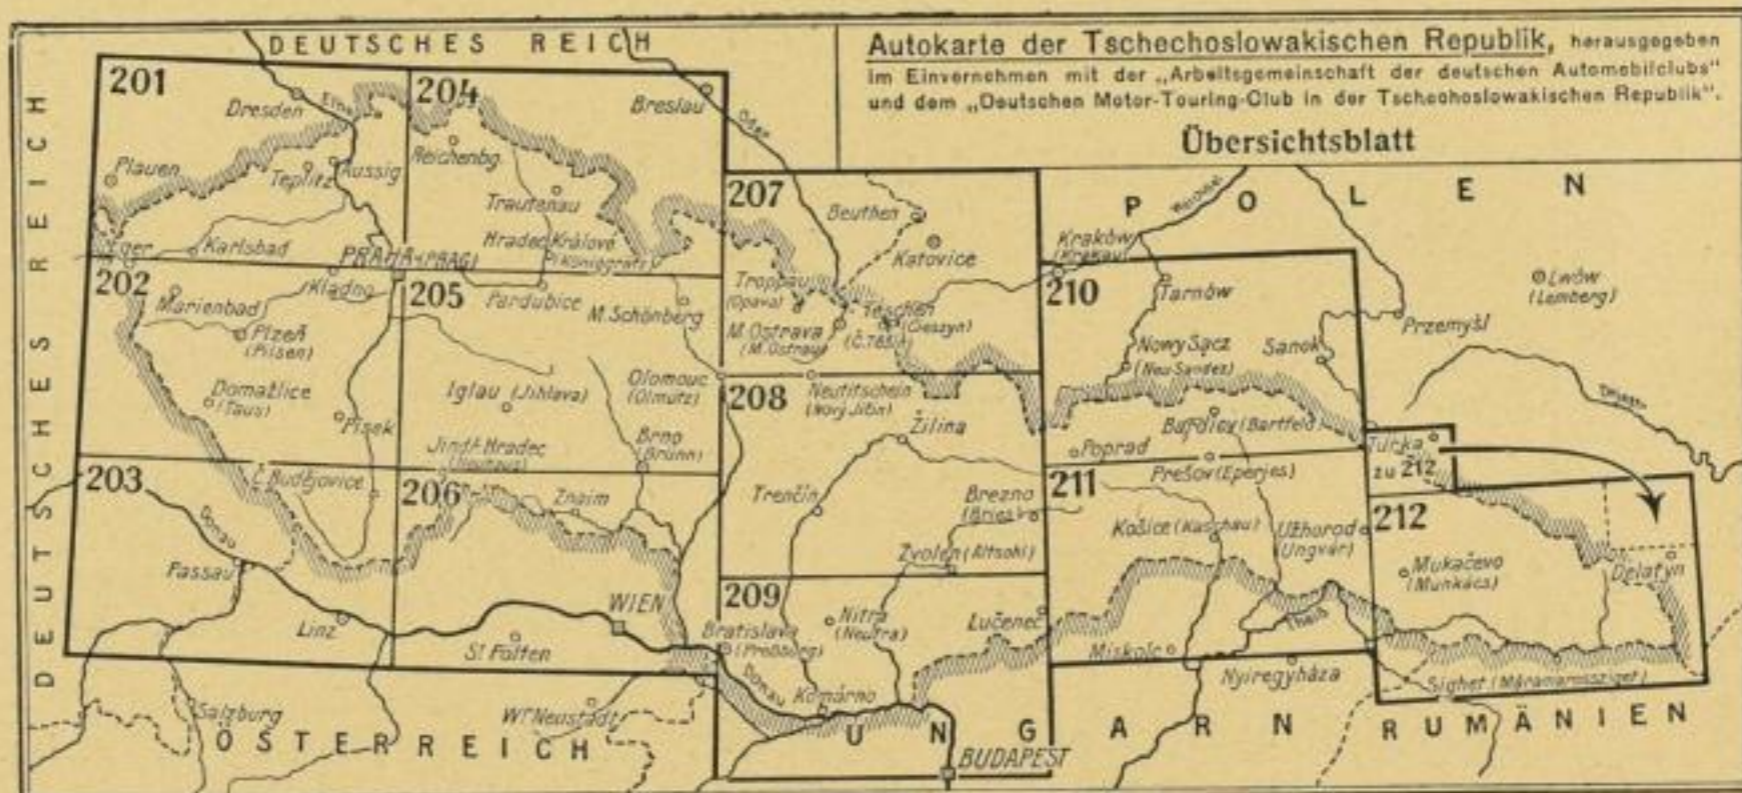 DEUTSCHES REICH
Autokarte der Tschechoslowakischen Republik, herausgegeben
im Einvernehmen mit der „Arbeitsgemeinschaft der deutschen Automobilclubs“
und dem „Deutschen Motor-Touring-Club in der Tschechoslowakischen Republik“.
Übersichtsblatt
DEUTSCHES REICH
201
204
Dresden
Elbe
Breslau
Oder
Plauen
Teplitz
Aussig
Reichenbg.
Trautenau
Hradec Králové
(Königgrätz)
Eger
Karlsbad
PRAHA (PRAG)
207
Beuthen
Katovice
Troppau
(Opava)
M. Ostrava
(M. Ostrau)
Teschen
(Cieszyn)
(Č. Těšín)
POLEN
Weichsel
Kraków
(Krakau)
Lwów
(Lemberg)
202
Marienbad
Kladno
Plzeň
(Pilsen)
Domažlice
(Taus)
Písek
205
Pardubice
M. Schönberg
Iglau (Jihlava)
Olomouc
(Olmütz)
Jindř. Hradec
(Neuhaus)
Brno
(Brünn)
208
Neutitschein
(Nový Jičín)
Žilina
Trenčín
Brezno
(Bries)
Zvolen (Altsohl)
210
Tarnów
Przemyśl
Nowy Sącz
(Neu Sandez)
Sanok
Bardiov (Bartfeld)
Poprad
Prešov (Eperjes)
Dniestr
Turka
zu 212
203
Č. Budějovice
Donau
Passau
Linz
206
Znaim
WIEN
St Pölten
209
Bratislava
(Preßburg)
Nitra
(Neutra)
Lučenec
Donau
Komárno
211
Košice (Kaschau)
Užhorod
(Ungvár)
Theiß
Miskolc
Nyiregyháza
212
Mukačevo
(Munkács)
Delatyn
Sighet (Máramarossziget)
Salzburg
Wr Neustadt
ÖSTERREICH
UNGARN
RUMÄNIEN
BUDAPEST